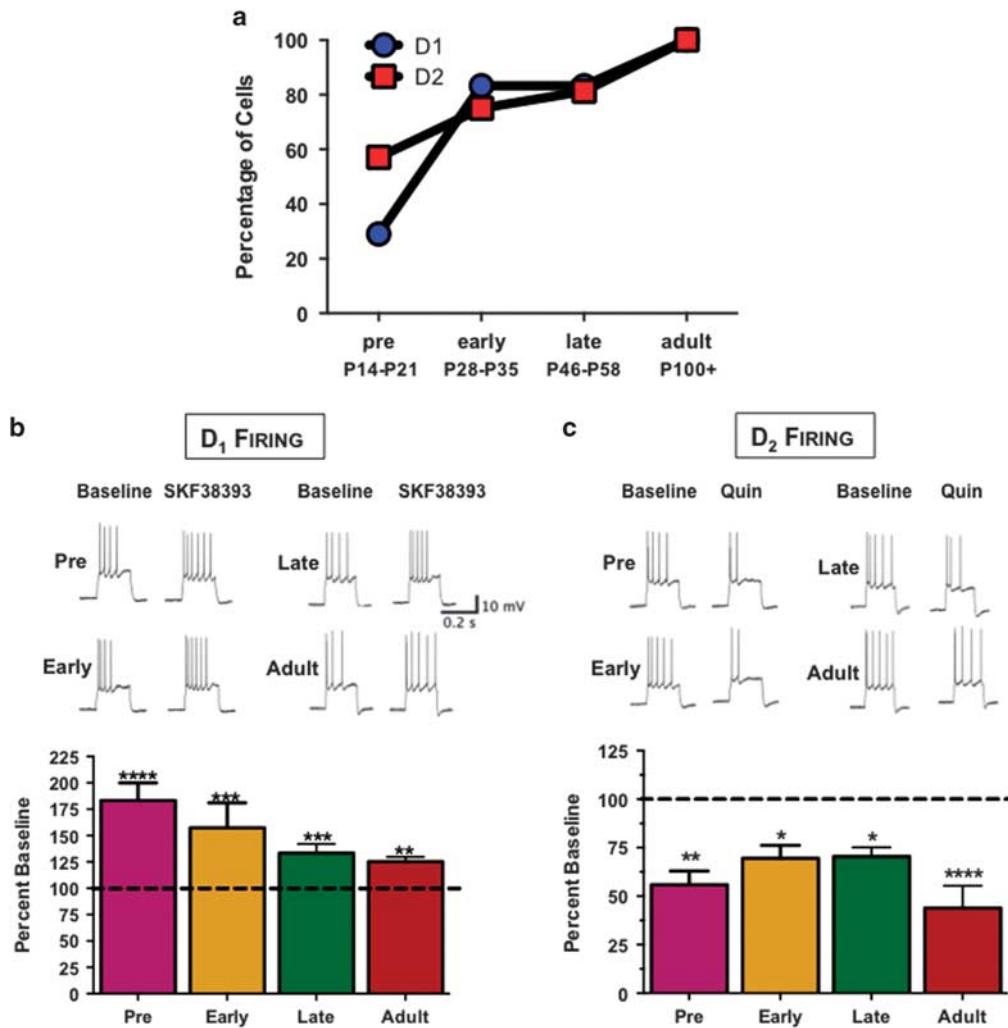 a
D1
D2
Percentage of Cells
100
80
60
40
20
0
pre early late adult
P14-P21 P28-P35 P46-P58 P100+
b
D1 FIRING
Baseline SKF38393 Baseline SKF38393
Pre
Late
10 mV
0.2 s
Early
Adult
Percent Baseline
225
200
175
150
125
100
75
50
25
0
****
***
***
**
Pre Early Late Adult
c
D2 FIRING
Baseline Quin Baseline Quin
Pre
Late
Early
Adult
Percent Baseline
125
100
75
50
25
0
**
*
*
****
Pre Early Late Adult